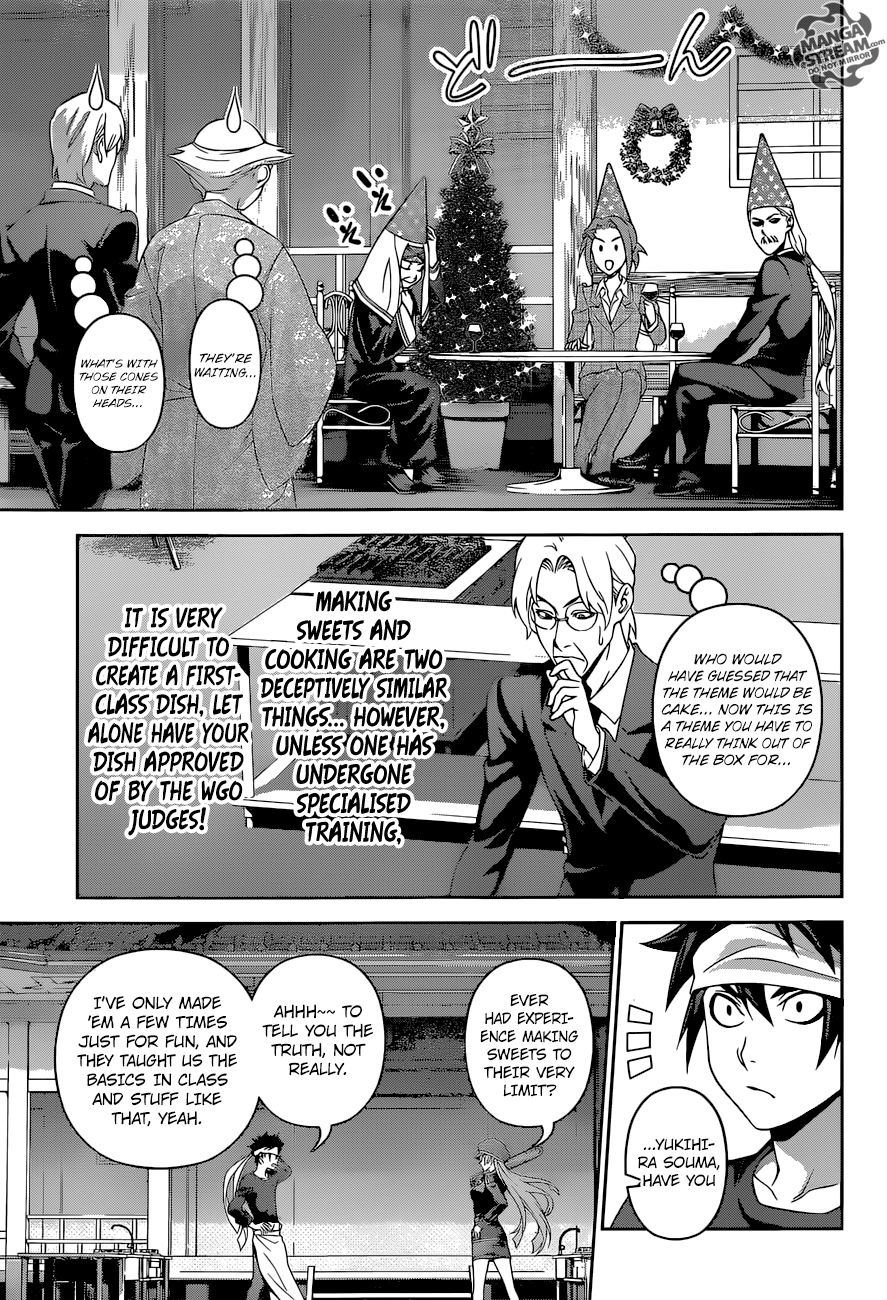 MANGA
STREAM.com
DO NOT MIRROR
どーーん
じぃ
じぃ
THEY'RE
WAITING...
WHAT'S WITH
THOSE CONES
ON THEIR
HEADS...
WHO WOULD
HAVE GUESSED THAT
THE THEME WOULD BE
CAKE... NOW THIS IS
A THEME YOU HAVE TO
REALLY THINK OUT OF
THE BOX FOR...
MAKING
SWEETS AND
COOKING ARE TWO
DECEPTIVELY SIMILAR
THINGS... HOWEVER,
UNLESS ONE HAS
UNDERGONE
SPECIALISED
TRAINING,
IT IS VERY
DIFFICULT TO
CREATE A FIRST-
CLASS DISH, LET
ALONE HAVE YOUR
DISH APPROVED
OF BY THE WGO
JUDGES!
...YUKIHI-
RA SOUMA,
HAVE YOU
EVER
HAD EXPERI-
ENCE MAKING
SWEETS TO
THEIR VERY
LIMIT?
AHHH~~ TO
TELL YOU THE
TRUTH, NOT
REALLY.
I'VE ONLY MADE
'EM A FEW TIMES
JUST FOR FUN, AND
THEY TAUGHT US THE
BASICS IN CLASS
AND STUFF LIKE
THAT, YEAH.